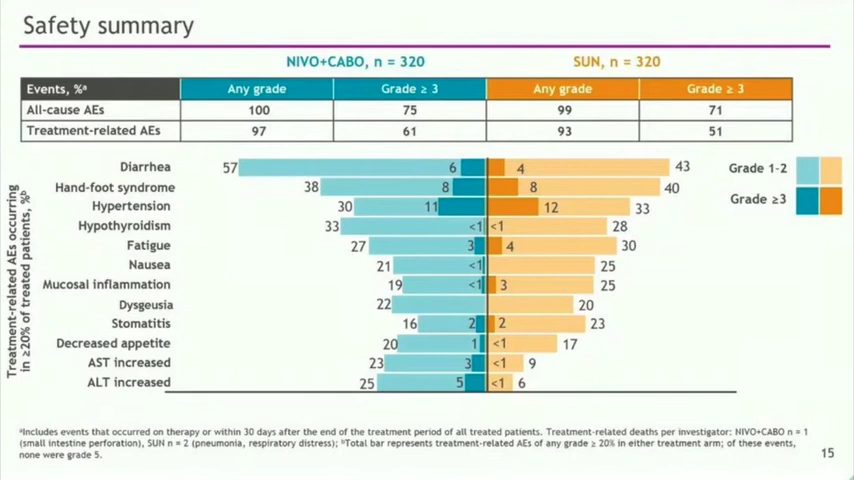 Safety summary
NIVO+CABO, n = 320 SUN, n = 320
Events, %ᵃ Any grade Grade ≥ 3 Any grade Grade ≥ 3
All-cause AEs 100 75 99 71
Treatment-related AEs 97 61 93 51
Treatment-related AEs occurring
in ≥20% of treated patients, %ᵇ
Diarrhea 57 6 4 43
Hand-foot syndrome 38 8 8 40
Hypertension 30 11 12 33
Hypothyroidism 33 <1 <1 28
Fatigue 27 3 4 30
Nausea 21 <1 25
Mucosal inflammation 19 <1 3 25
Dysgeusia 22 20
Stomatitis 16 2 2 23
Decreased appetite 20 1 <1 17
AST increased 23 3 <1 9
ALT increased 25 5 <1 6
Grade 1-2
Grade ≥3
ᵃIncludes events that occurred on therapy or within 30 days after the end of the treatment period of all treated patients. Treatment-related deaths per investigator: NIVO+CABO n = 1
(small intestine perforation), SUN n = 2 (pneumonia, respiratory distress); ᵇTotal bar represents treatment-related AEs of any grade ≥ 20% in either treatment arm; of these events,
none were grade 5.
15